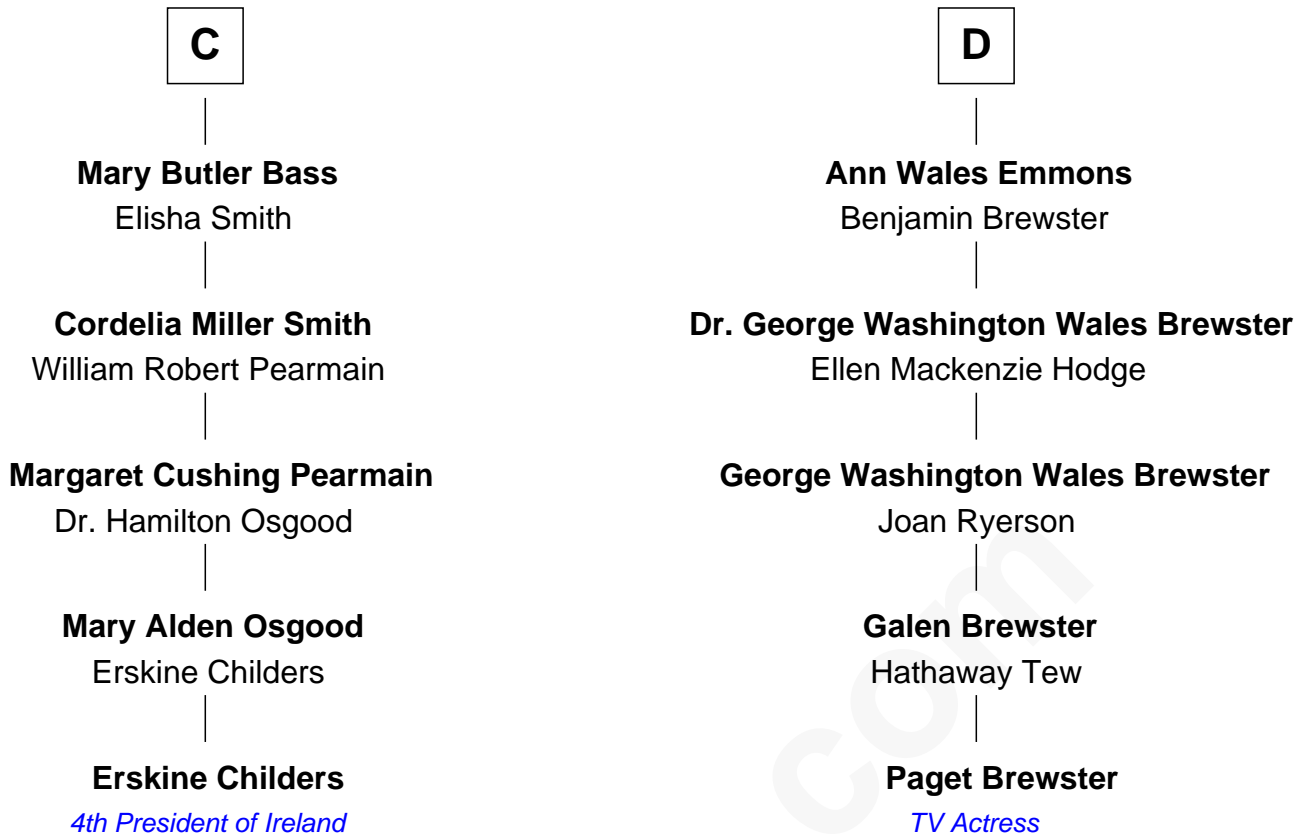 C
Mary Butler Bass
Elisha Smith
Cordelia Miller Smith
William Robert Pearmain
Margaret Cushing Pearmain
Dr. Hamilton Osgood
Mary Alden Osgood
Erskine Childers
Erskine Childers
4th President of Ireland
D
Ann Wales Emmons
Benjamin Brewster
Dr. George Washington Wales Brewster
Ellen Mackenzie Hodge
George Washington Wales Brewster
Joan Ryerson
Galen Brewster
Hathaway Tew
Paget Brewster
TV Actress
com